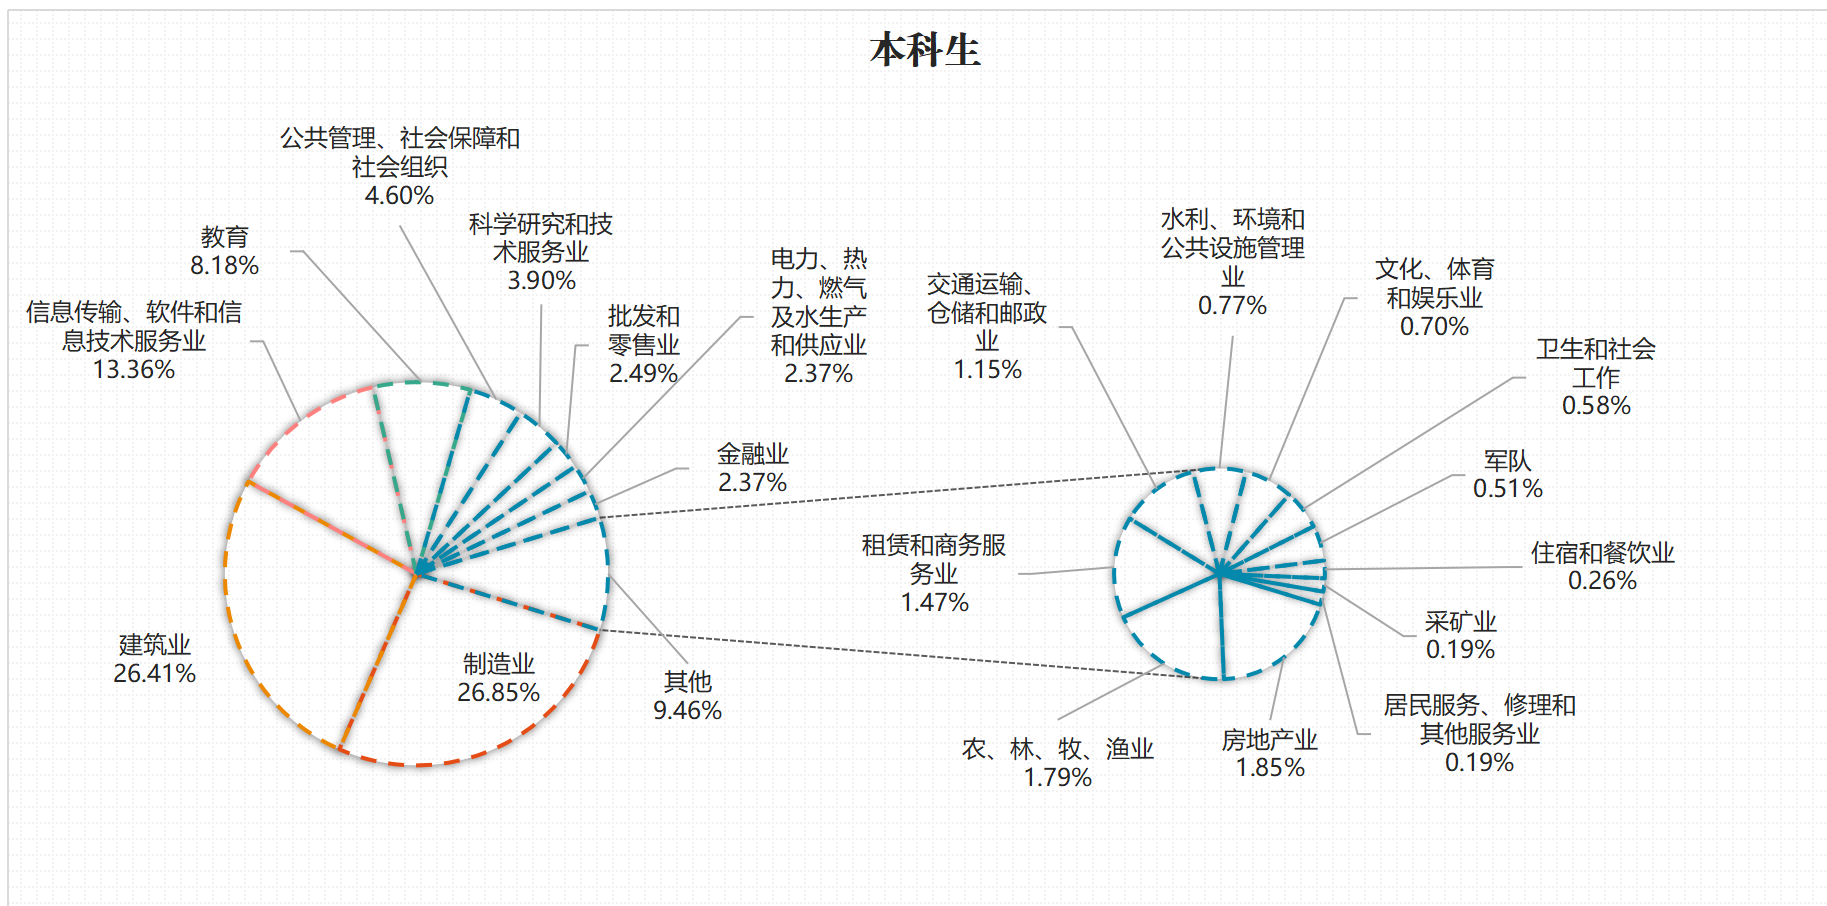 本科生
公共管理、社会保障和
社会组织
4.60%
教育
8.18%
科学研究和技
术服务业
3.90%
信息传输、软件和信
息技术服务业
13.36%
批发和
零售业
2.49%
电力、热
力、燃气
及水生产
和供应业
2.37%
金融业
2.37%
建筑业
26.41%
制造业
26.85%
其他
9.46%
交通运输、
仓储和邮政
业
1.15%
水利、环境和
公共设施管理
业
0.77%
文化、体育
和娱乐业
0.70%
卫生和社会
工作
0.58%
军队
0.51%
住宿和餐饮业
0.26%
采矿业
0.19%
居民服务、修理和
其他服务业
0.19%
租赁和商务服
务业
1.47%
农、林、牧、渔业
1.79%
房地产业
1.85%